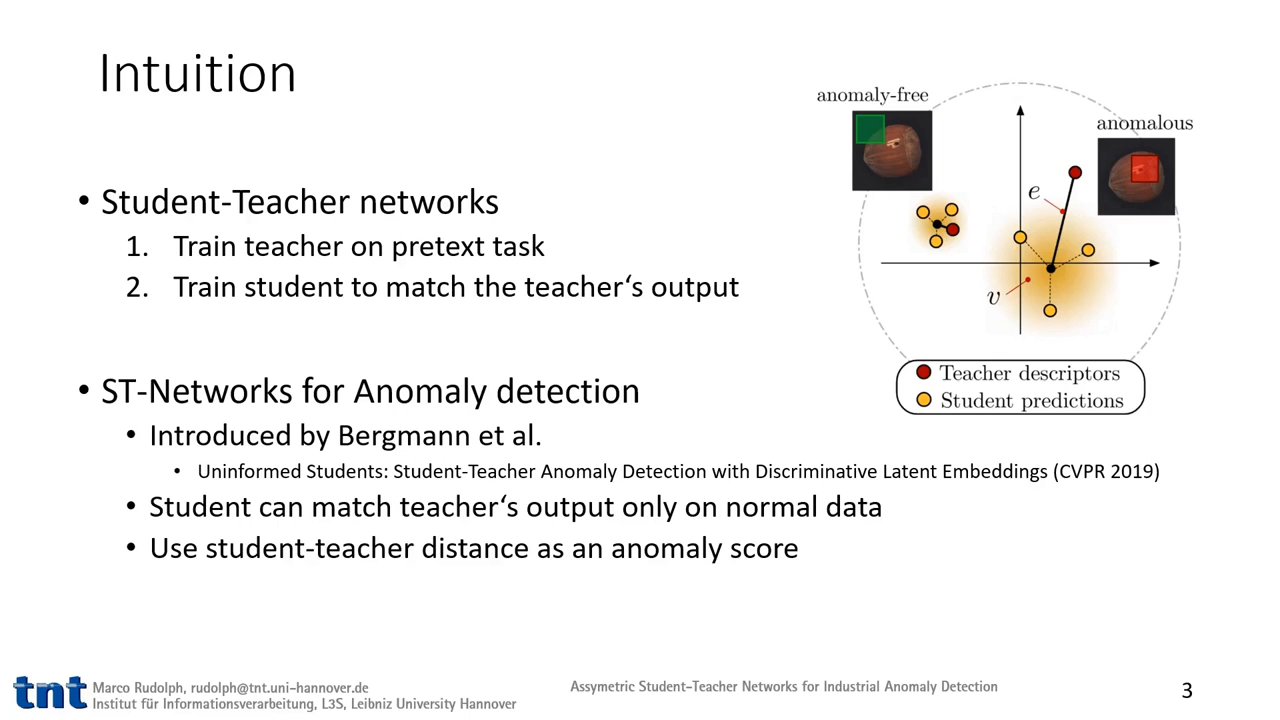 Intuition
anomaly-free
anomalous
• Student-Teacher networks
1. Train teacher on pretext task
2. Train student to match the teacher‘s output
e
v
Teacher descriptors
Student predictions
• ST-Networks for Anomaly detection
• Introduced by Bergmann et al.
• Uninformed Students: Student-Teacher Anomaly Detection with Discriminative Latent Embeddings (CVPR 2019)
• Student can match teacher‘s output only on normal data
• Use student-teacher distance as an anomaly score
tnt
Marco Rudolph, rudolph@tnt.uni-hannover.de
Institut für Informationsverarbeitung, L3S, Leibniz University Hannover
Assymetric Student-Teacher Networks for Industrial Anomaly Detection
3